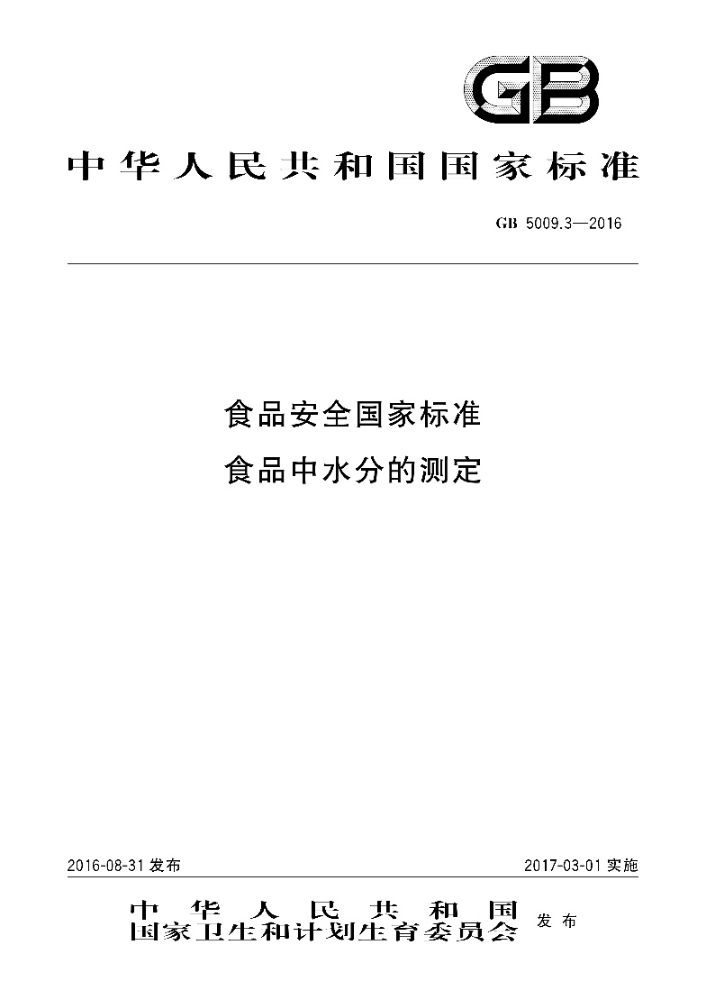 GB
中华人民共和国国家标准
GB 5009.3—2016
食品安全国家标准
食品中水分的测定
2016-08-31 发布
2017-03-01 实施
中华人民共和国
国家卫生和计划生育委员会 发布